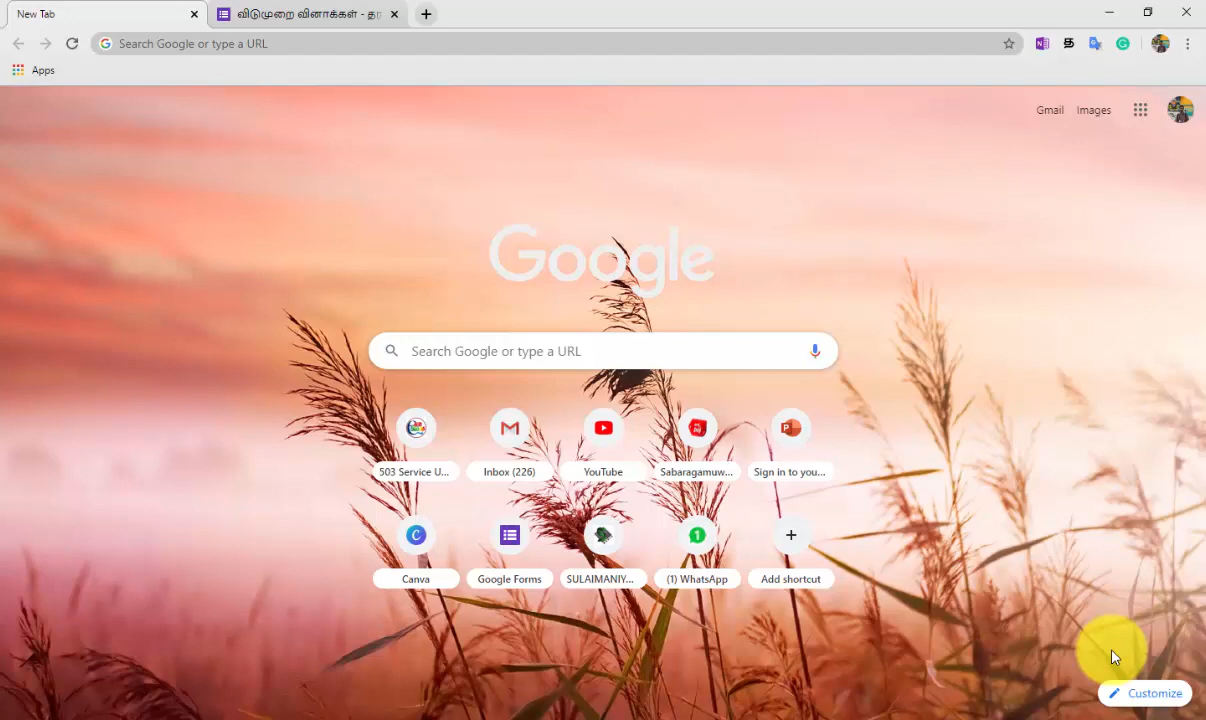 New Tab
விடுமுறை வினாக்கள் - தர
Search Google or type a URL
Apps
Gmail Images
Google
Search Google or type a URL
503 Service U... Inbox (226) YouTube Sabaragamuw... Sign in to you...
Canva Google Forms SULAIMANIY... (1) WhatsApp Add shortcut
Customize